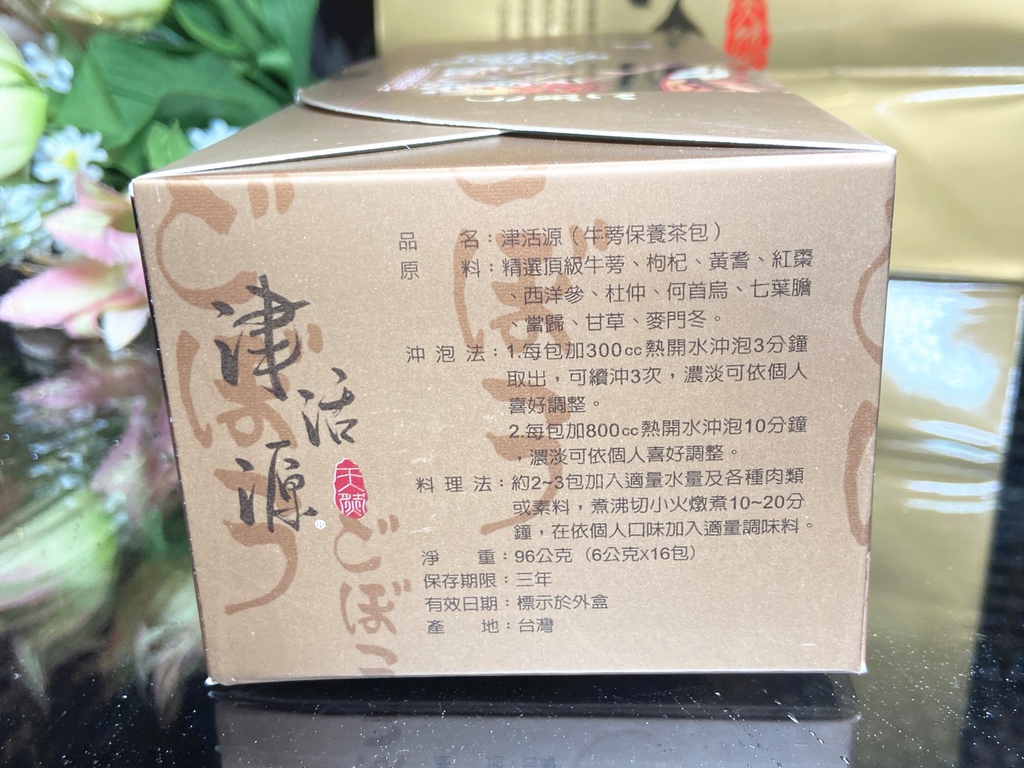 津活源
天賜
®
ごぼう
品 名：津活源（牛蒡保養茶包）
原 料：精選頂級牛蒡、枸杞、黃耆、紅棗
、西洋參、杜仲、何首烏、七葉膽
、當歸、甘草、麥門冬。
沖泡法：1.每包加300cc熱開水沖泡3分鐘
取出，可續沖3次，濃淡可依個人
喜好調整。
2.每包加800cc熱開水沖泡10分鐘
，濃淡可依個人喜好調整。
料理法：約2~3包加入適量水量及各種肉類
或素料，煮沸切小火燉煮10~20分
鐘，在依個人口味加入適量調味料。
淨 重：96公克（6公克x16包）
保存期限：三年
有效日期：標示於外盒
產 地：台灣
ごぼう